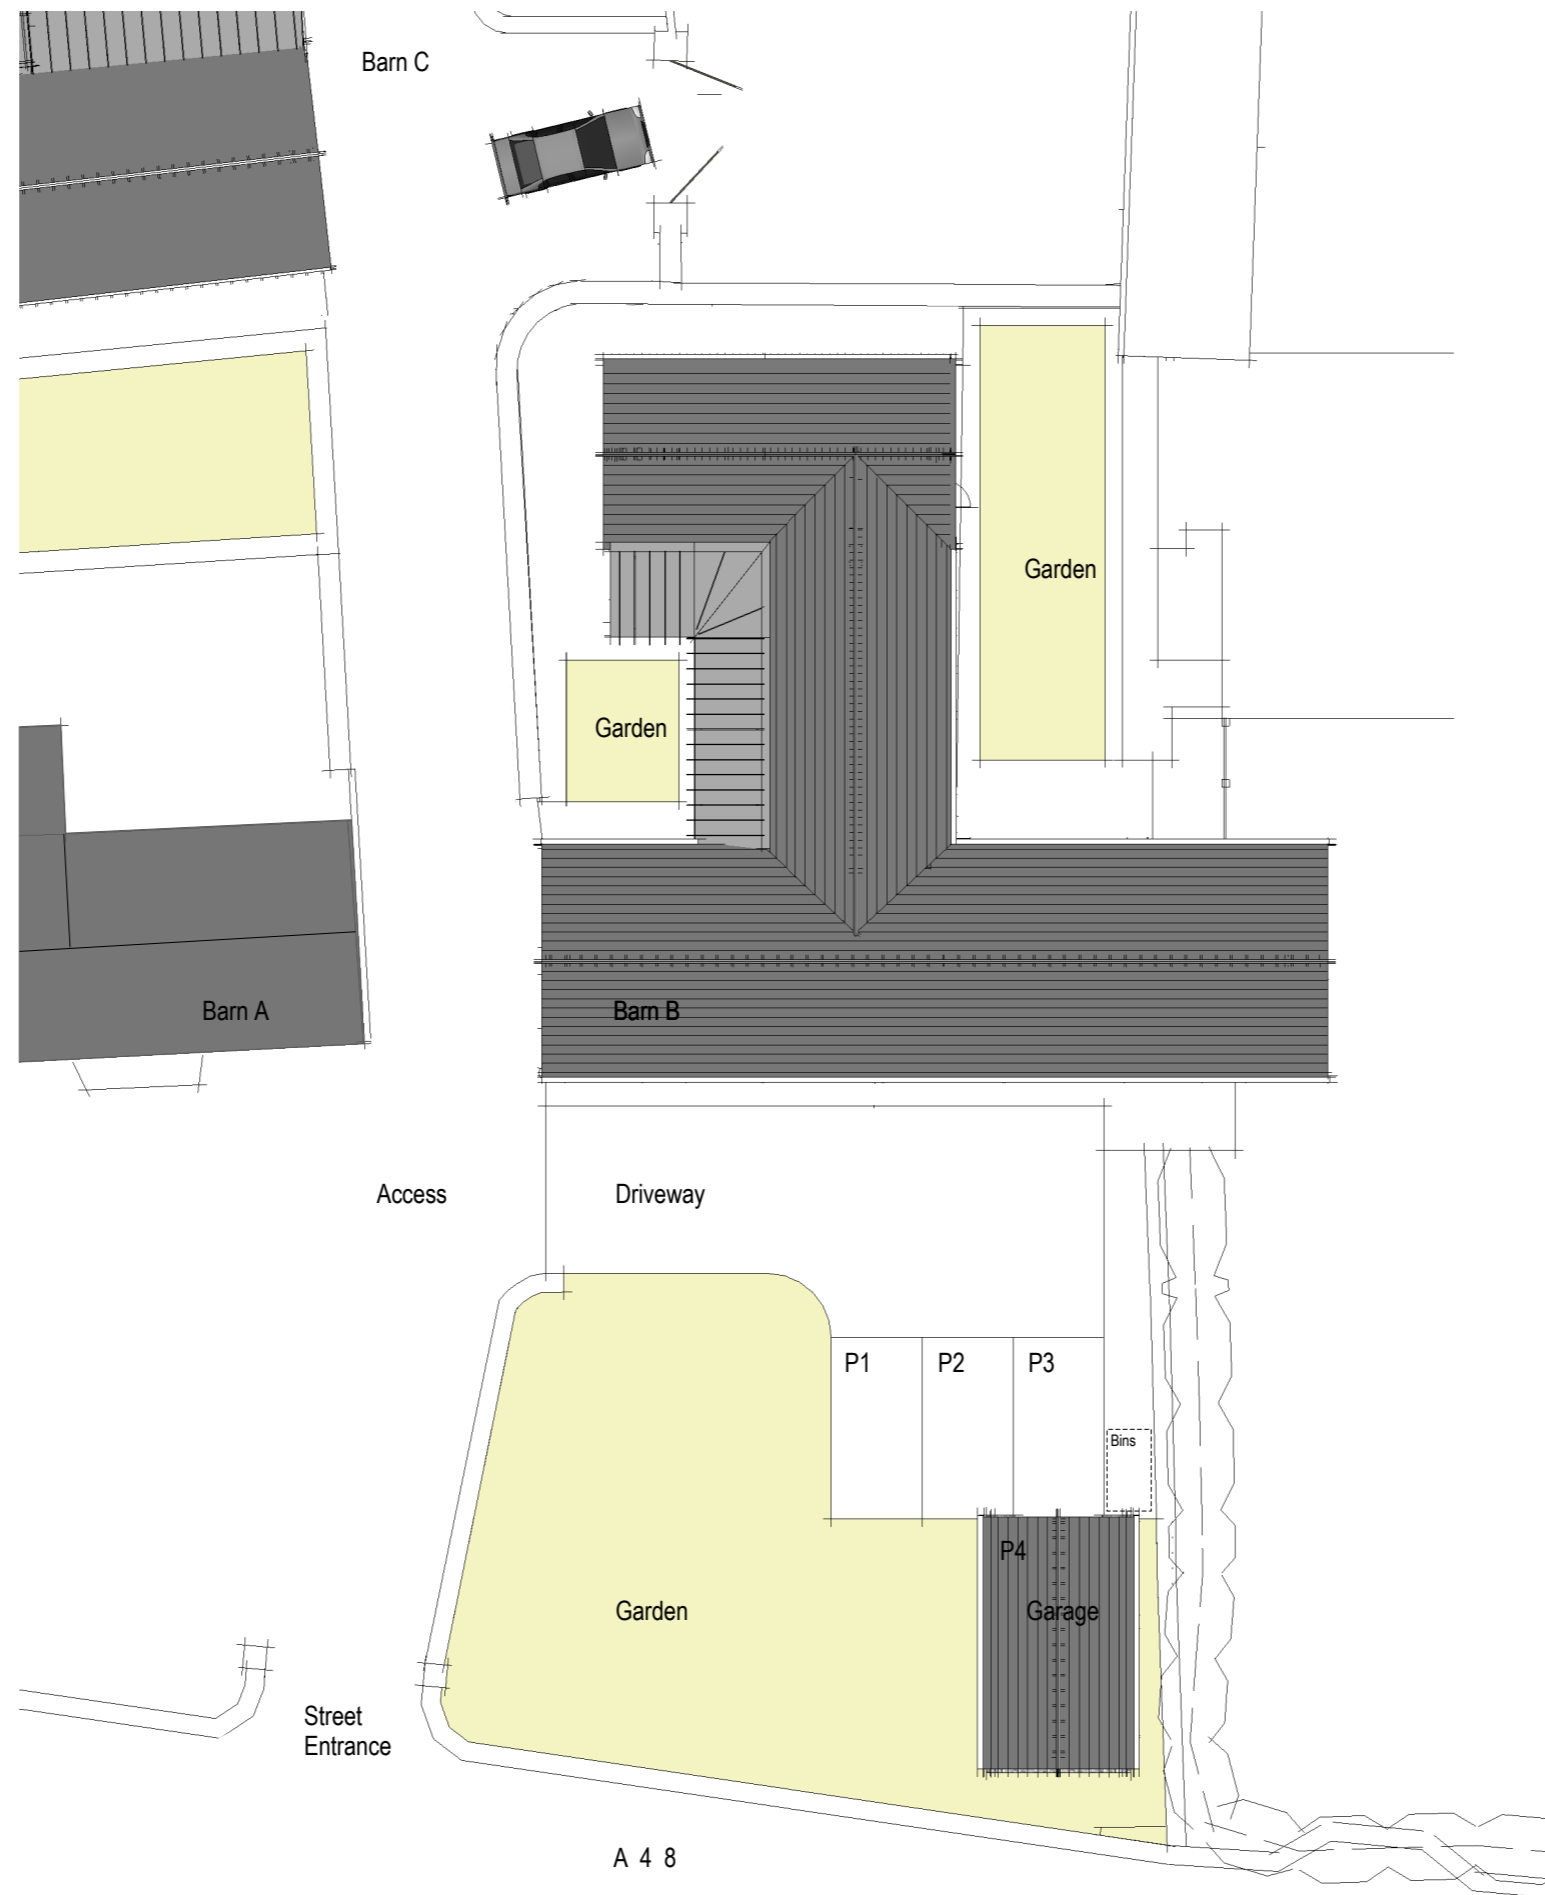 Barn C
Garden
Garden
Barn A
Barn B
Access
Driveway
P1
P2
P3
Bins
P4
Garden
Garage
Street
Entrance
A 4 8